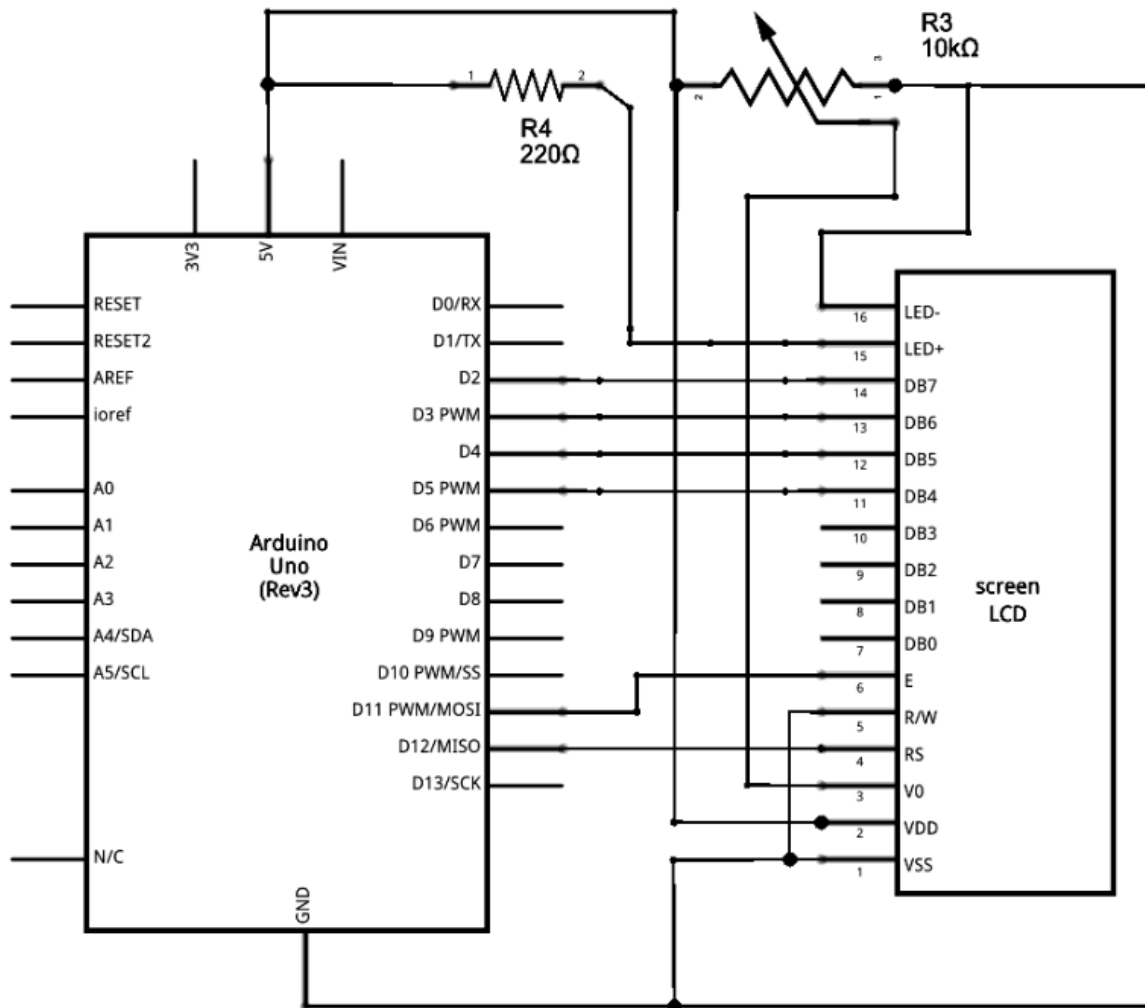 R3
10kΩ
3
1
2
1
2
R4
220Ω
3V3
5V
VIN
RESET
RESET2
AREF
ioref
A0
A1
A2
A3
A4/SDA
A5/SCL
N/C
Arduino
Uno
(Rev3)
D0/RX
D1/TX
D2
D3 PWM
D4
D5 PWM
D6 PWM
D7
D8
D9 PWM
D10 PWM/SS
D11 PWM/MOSI
D12/MISO
D13/SCK
GND
16 LED-
15 LED+
14 DB7
13 DB6
12 DB5
11 DB4
10 DB3
9 DB2
8 DB1
7 DB0
6 E
5 R/W
4 RS
3 V0
2 VDD
1 VSS
screen
LCD